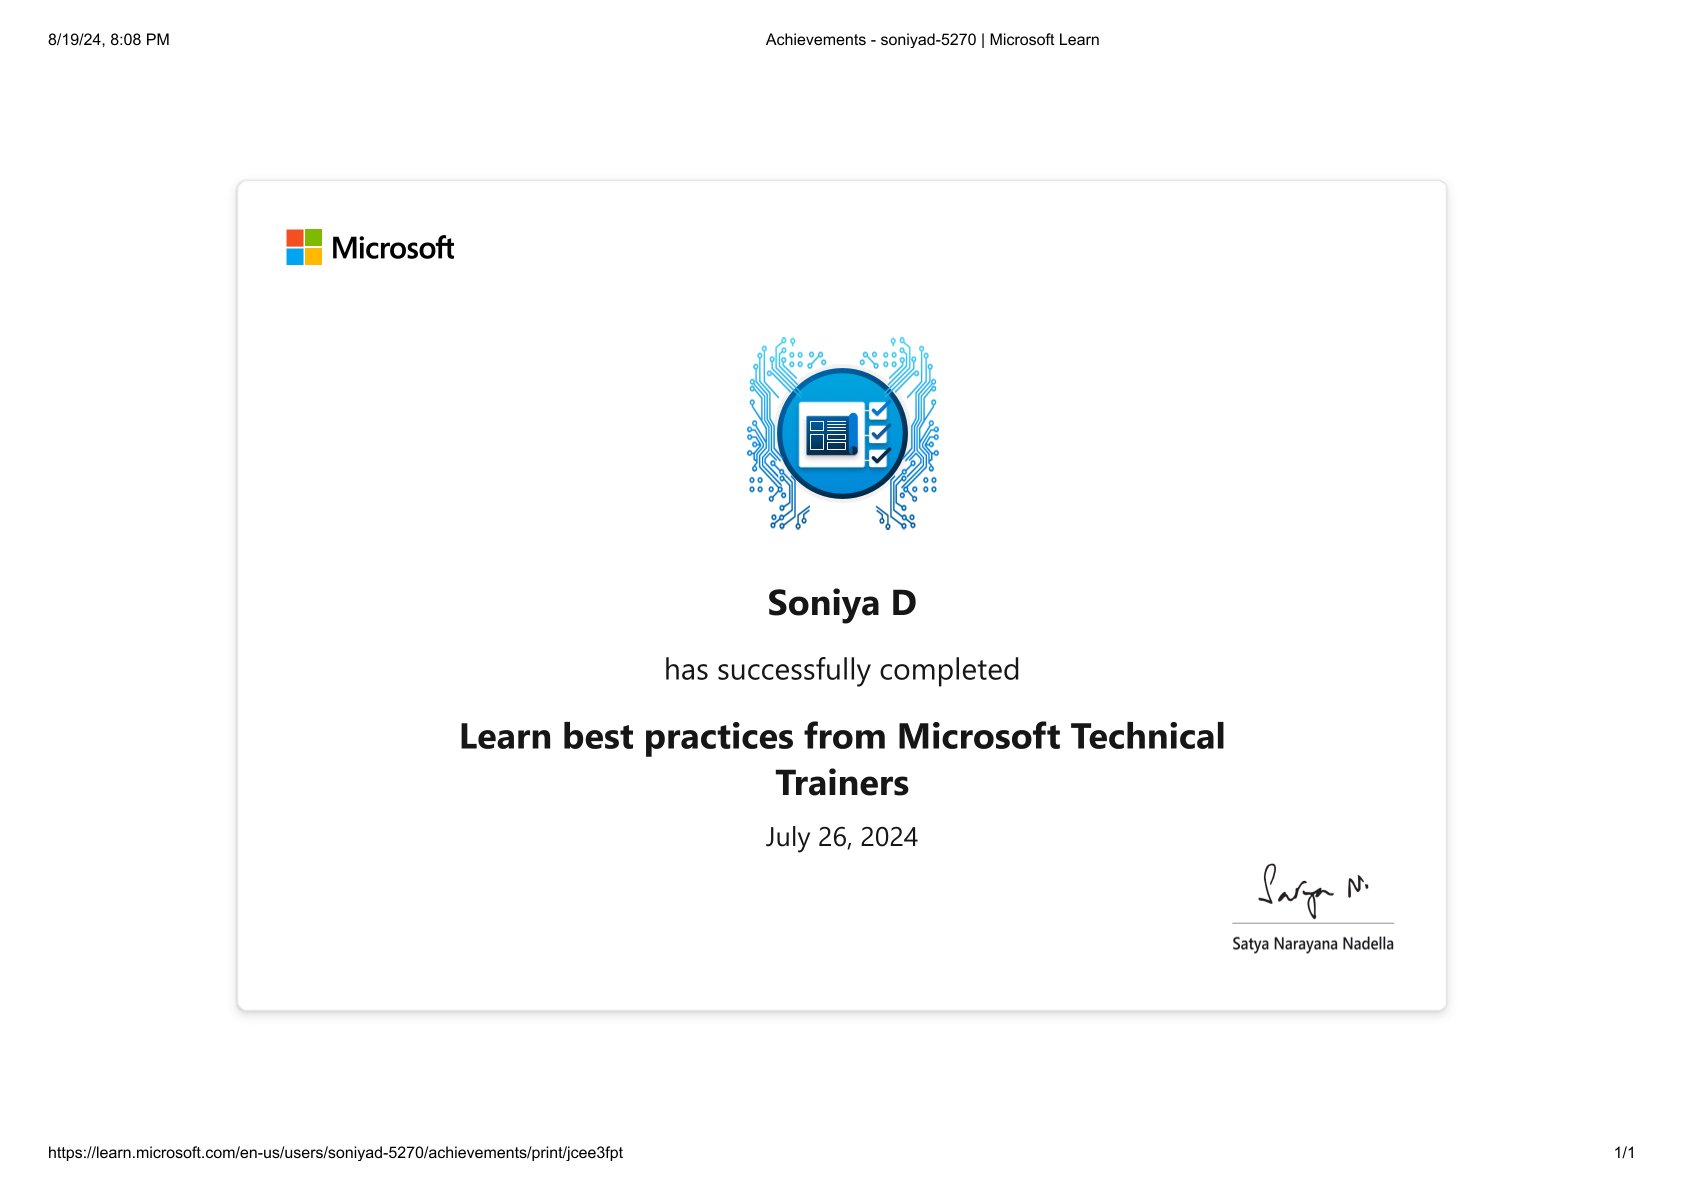 8/19/24, 8:08 PM
Achievements - soniyad-5270 | Microsoft Learn
Microsoft
Soniya D
has successfully completed
Learn best practices from Microsoft Technical
Trainers
July 26, 2024
Satya N.
Satya Narayana Nadella
https://learn.microsoft.com/en-us/users/soniyad-5270/achievements/print/jcee3fpt
1/1